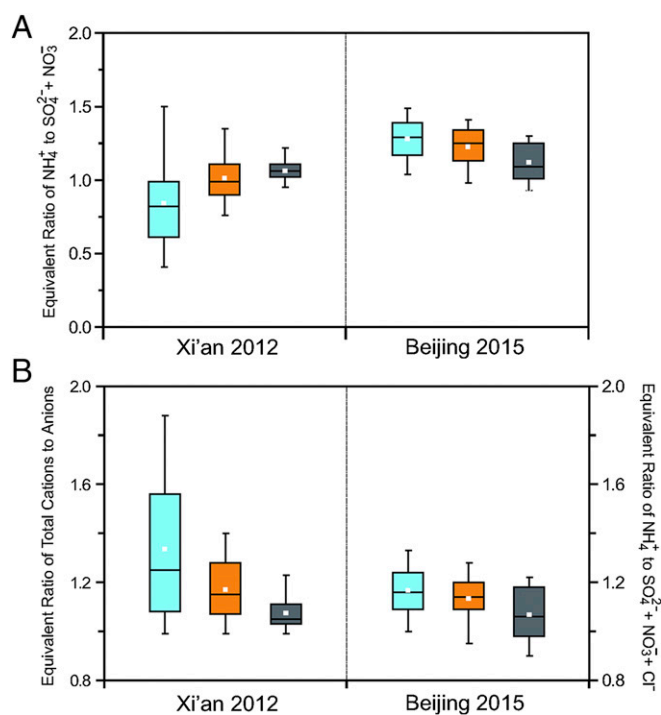 A
Equivalent Ratio of NH₄⁺ to SO₄²⁻+ NO₃⁻
2.0
1.5
1.0
0.5
0.0
Xi'an 2012
Beijing 2015
B
Equivalent Ratio of Total Cations to Anions
2.0
1.6
1.2
0.8
Xi'an 2012
Beijing 2015
2.0
1.6
1.2
0.8
Equivalent Ratio of
NH₄⁺ to SO₄²⁻+ NO₃⁻+ Cl⁻